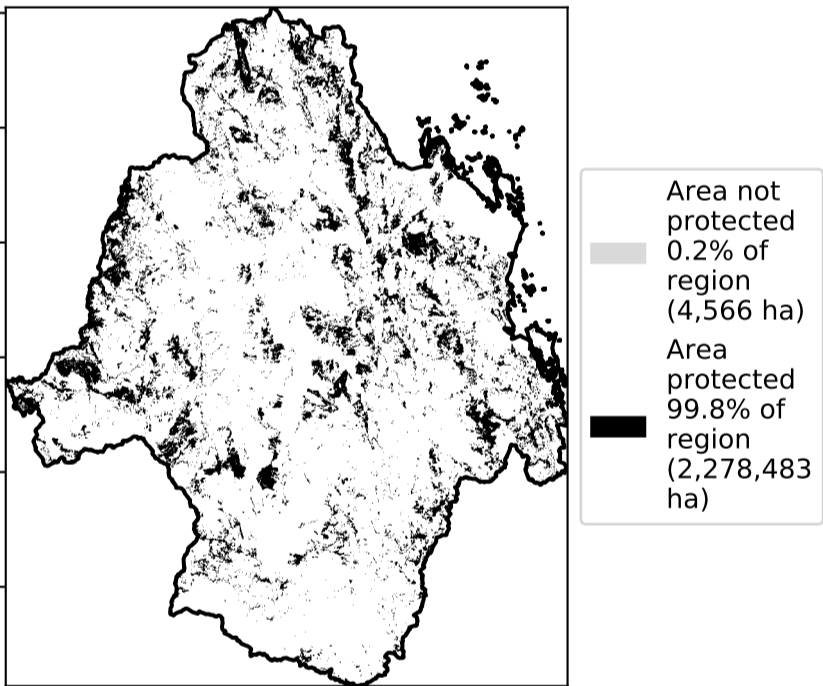 Area not
protected
0.2% of
region
(4,566 ha)
Area
protected
99.8% of
region
(2,278,483
ha)